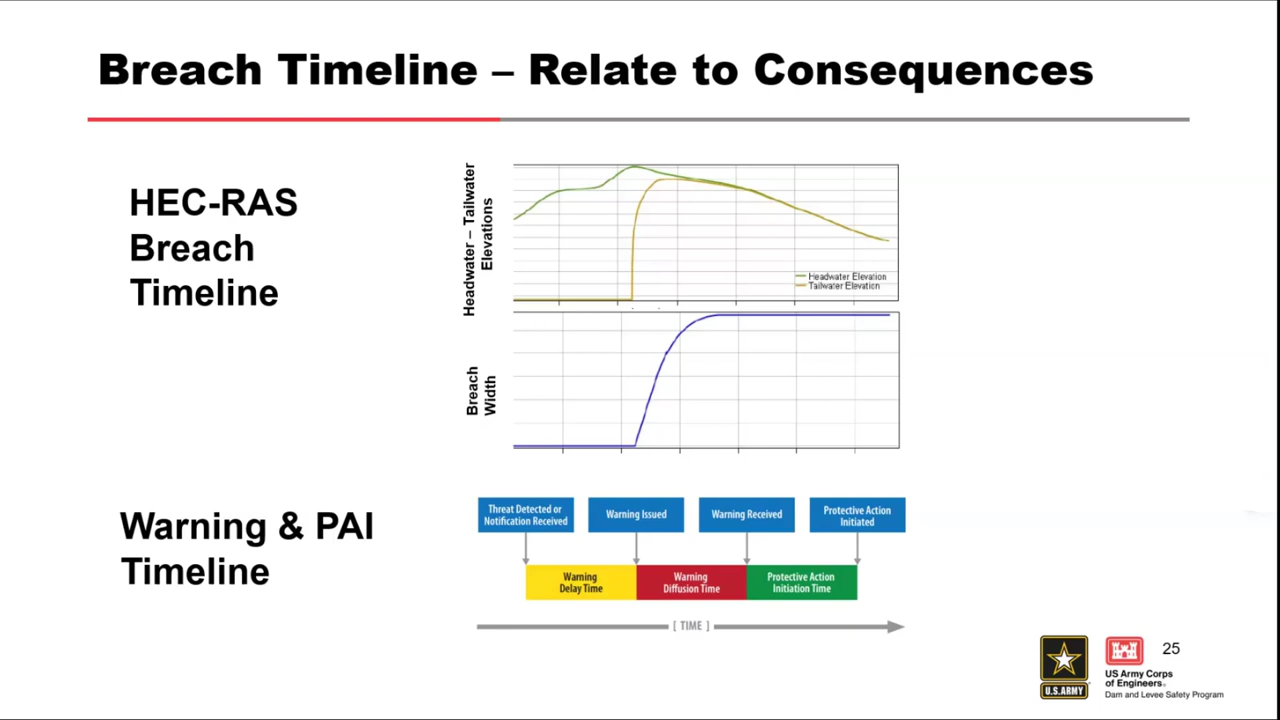 Breach Timeline – Relate to Consequences
HEC-RAS
Breach
Timeline
Headwater – Tailwater
Elevations
Headwater Elevation
Tailwater Elevation
Breach
Width
Warning & PAI
Timeline
Threat Detected or
Notification Received
Warning Issued
Warning Received
Protective Action
Initiated
Warning
Delay Time
Warning
Diffusion Time
Protective Action
Initiation Time
[ TIME ]
25
U.S.ARMY
US Army Corps
of Engineers®
Dam and Levee Safety Program